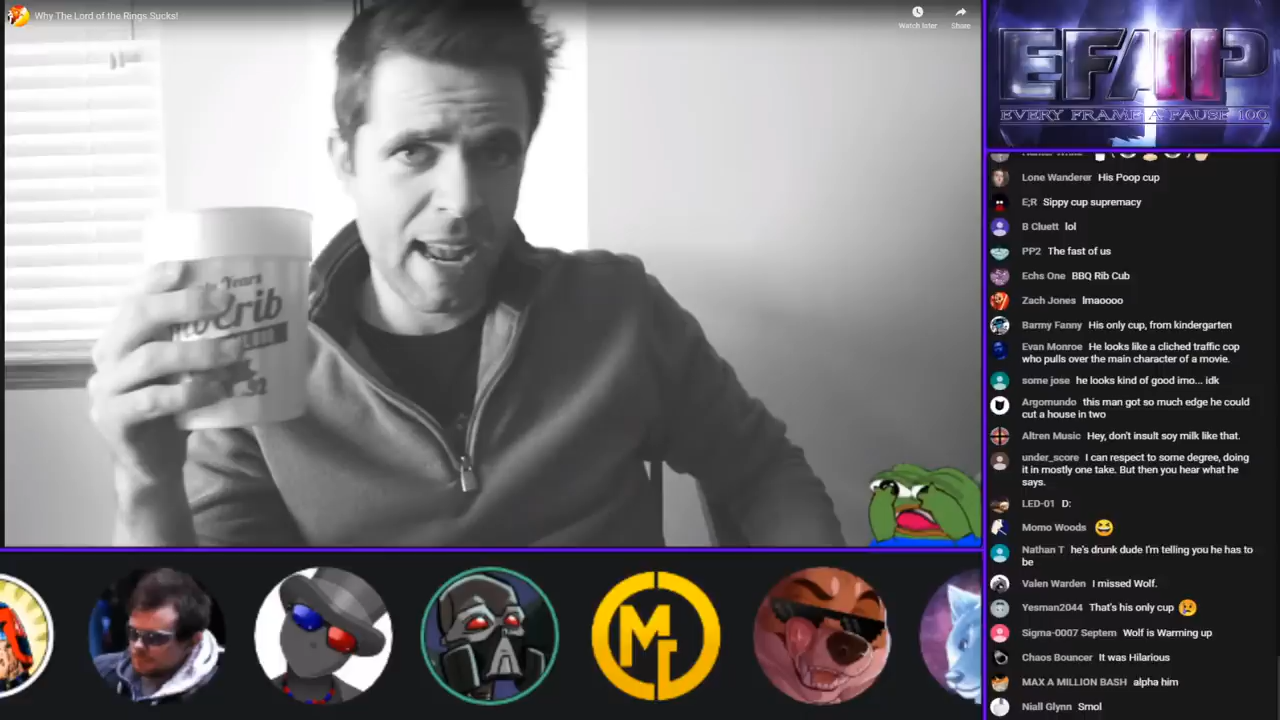 Why The Lord of the Rings Sucks!
Watch later
Share
Years
Rib
92
EFAP
EVERY FRAME A PAUSE 100
Lone Wanderer His Poop cup
E;R Sippy cup supremacy
B Cluett lol
PP2 The fast of us
Echs One BBQ Rib Cub
Zach Jones lmaoooo
Barmy Fanny His only cup, from kindergarten
Evan Monroe He looks like a cliched traffic cop
who pulls over the main character of a movie.
some jose he looks kind of good imo... idk
Argomundo this man got so much edge he could
cut a house in two
Altren Music Hey, don't insult soy milk like that.
under_score I can respect to some degree, doing
it in mostly one take. But then you hear what he
says.
LED-01 D:
Momo Woods 😆
Nathan T he's drunk dude I'm telling you he has to
be
Valen Warden I missed Wolf.
Yesman2044 That's his only cup 😢
Sigma-0007 Septem Wolf is Warming up
Chaos Bouncer It was Hilarious
MAX A MILLION BASH alpha him
Niall Glynn Smol